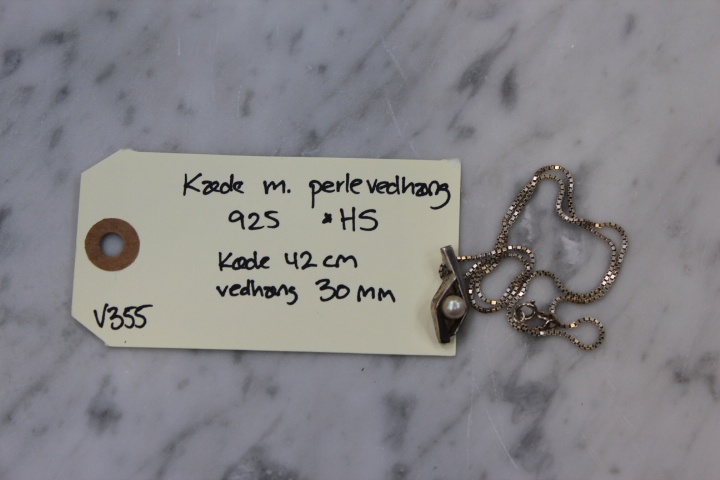 Kæde m. perlevedhæng
925 *HS
Kæde 42 cm
vedhæng 30 mm
V355